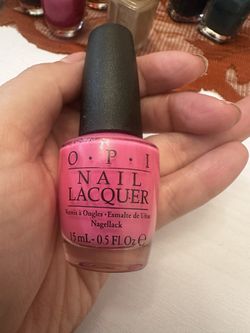 O·P·I
NAIL
LACQUER
Vernis à Ongles • Esmalte de Uñas
Nagellack
15 mL - 0.5 Fl. Oz ℮